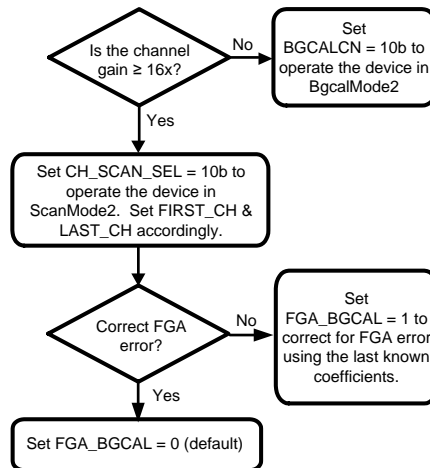 Is the channel
gain ≥ 16x?
No
Set
BGCALCN = 10b to
operate the device in
BgcalMode2
Yes
Set CH_SCAN_SEL = 10b to
operate the device in
ScanMode2. Set FIRST_CH &
LAST_CH accordingly.
Correct FGA
error?
No
Set
FGA_BGCAL = 1 to
correct for FGA error
using the last known
coefficients.
Yes
Set FGA_BGCAL = 0 (default)